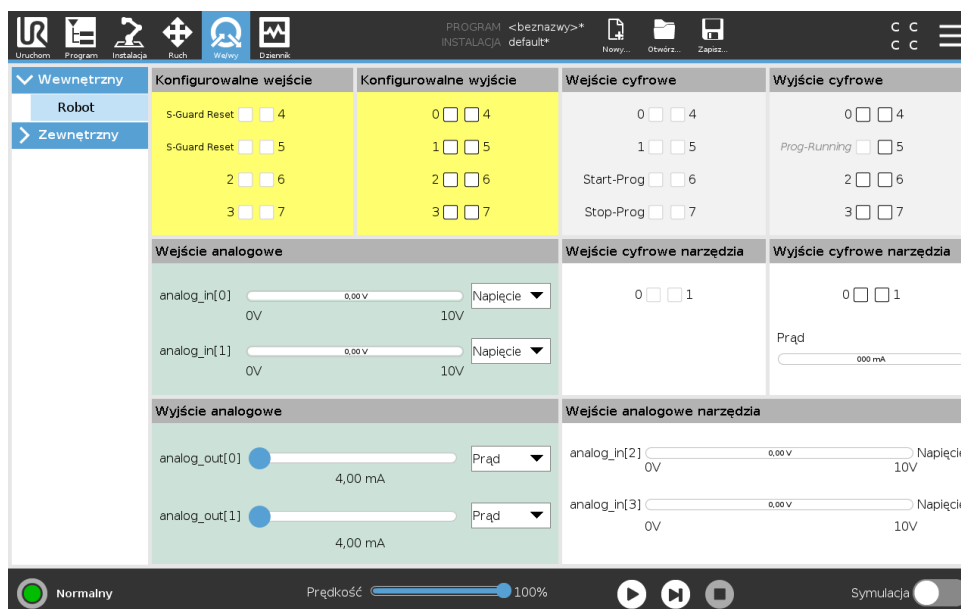 PROGRAM <beznazwy>*
INSTALACJA default*
Uruchom Program Instalacja Ruch We/wy Dziennik
Nowy... Otwórz... Zapisz...
C C
C C
Wewnętrzny
Robot
Zewnętrzny
Konfigurowalne wejście
S-Guard Reset 4
S-Guard Reset 5
2 6
3 7
Konfigurowalne wyjście
0 4
1 5
2 6
3 7
Wejście cyfrowe
0 4
1 5
Start-Prog 6
Stop-Prog 7
Wyjście cyfrowe
0 4
Prog-Running 5
2 6
3 7
Wejście analogowe
analog_in[0] 0,00 V Napięcie
0V 10V
analog_in[1] 0,00 V Napięcie
0V 10V
Wejście cyfrowe narzędzia
0 1
Wyjście cyfrowe narzędzia
0 1
Prąd
000 mA
Wyjście analogowe
analog_out[0] Prąd
4,00 mA
analog_out[1] Prąd
4,00 mA
Wejście analogowe narzędzia
analog_in[2] 0,00 V Napięcie
0V 10V
analog_in[3] 0,00 V Napięcie
0V 10V
Normalny Prędkość 100% Symulacja